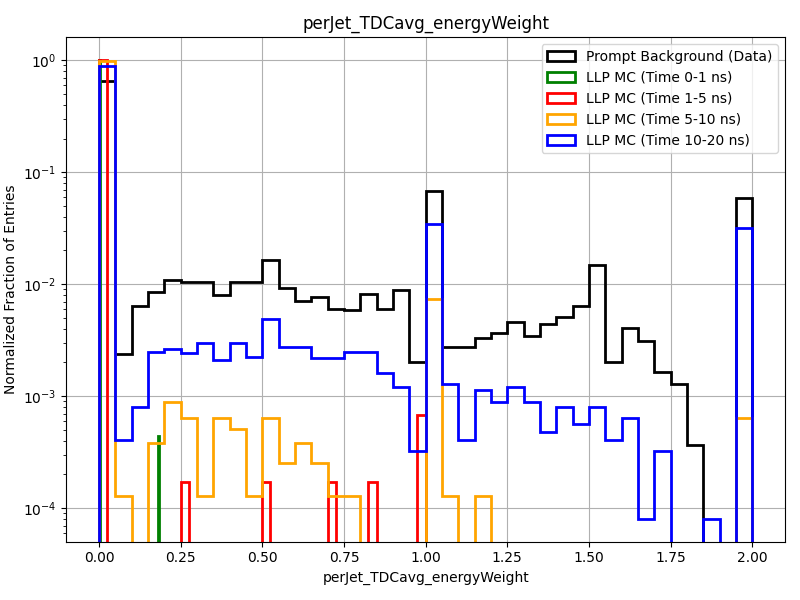 perJet_TDCavg_energyWeight
Prompt Background (Data)
LLP MC (Time 0-1 ns)
LLP MC (Time 1-5 ns)
LLP MC (Time 5-10 ns)
LLP MC (Time 10-20 ns)
Normalized Fraction of Entries
10⁰
10⁻¹
10⁻²
10⁻³
10⁻⁴
0.00 0.25 0.50 0.75 1.00 1.25 1.50 1.75 2.00
perJet_TDCavg_energyWeight